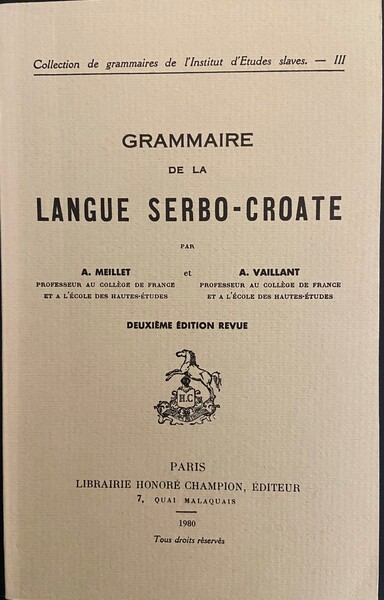 Collection de grammaires de l'Institut d'Etudes slaves. — III
GRAMMAIRE
DE LA
LANGUE SERBO-CROATE
PAR
A. MEILLET et A. VAILLANT
PROFESSEUR AU COLLÈGE DE FRANCE PROFESSEUR AU COLLÈGE DE FRANCE
ET A L'ÉCOLE DES HAUTES-ÉTUDES ET A L'ÉCOLE DES HAUTES-ÉTUDES
DEUXIÈME ÉDITION REVUE
H.C
PARIS
LIBRAIRIE HONORÉ CHAMPION, ÉDITEUR
7, QUAI MALAQUAIS
1980
Tous droits réservés